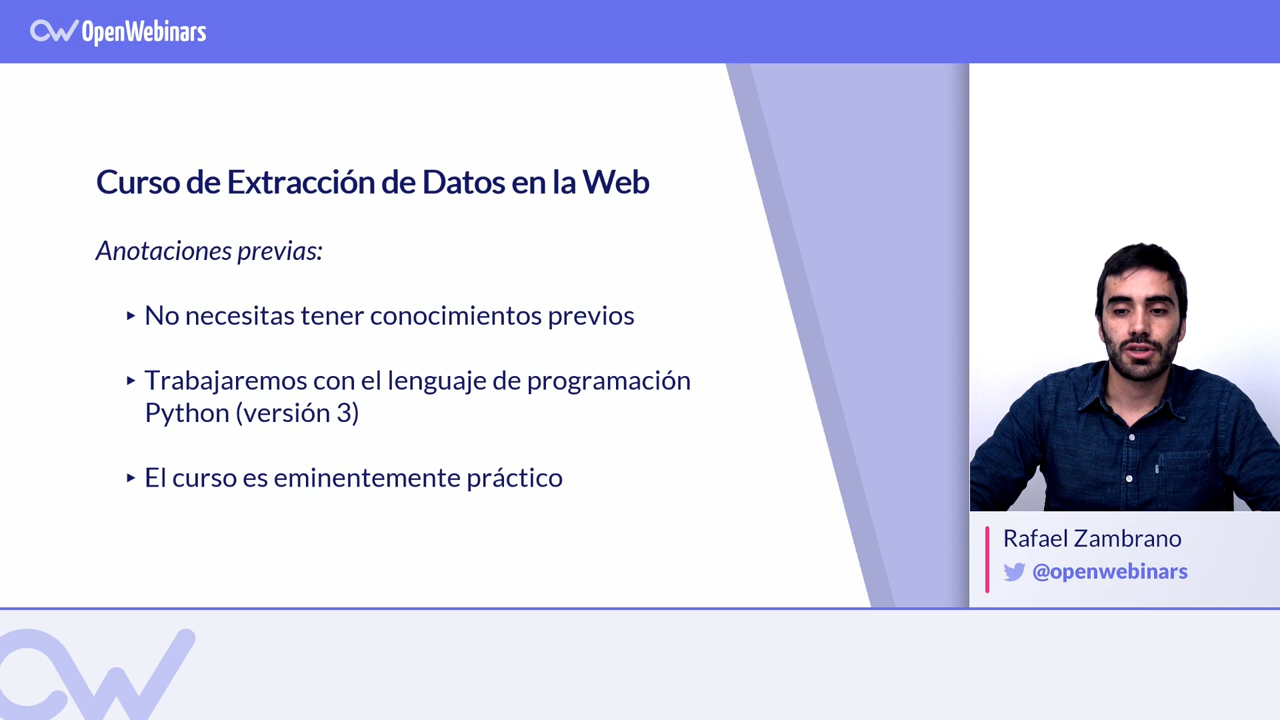 OpenWebinars
Curso de Extracción de Datos en la Web
Anotaciones previas:
‣ No necesitas tener conocimientos previos
‣ Trabajaremos con el lenguaje de programación
Python (versión 3)
‣ El curso es eminentemente práctico
Rafael Zambrano
@openwebinars